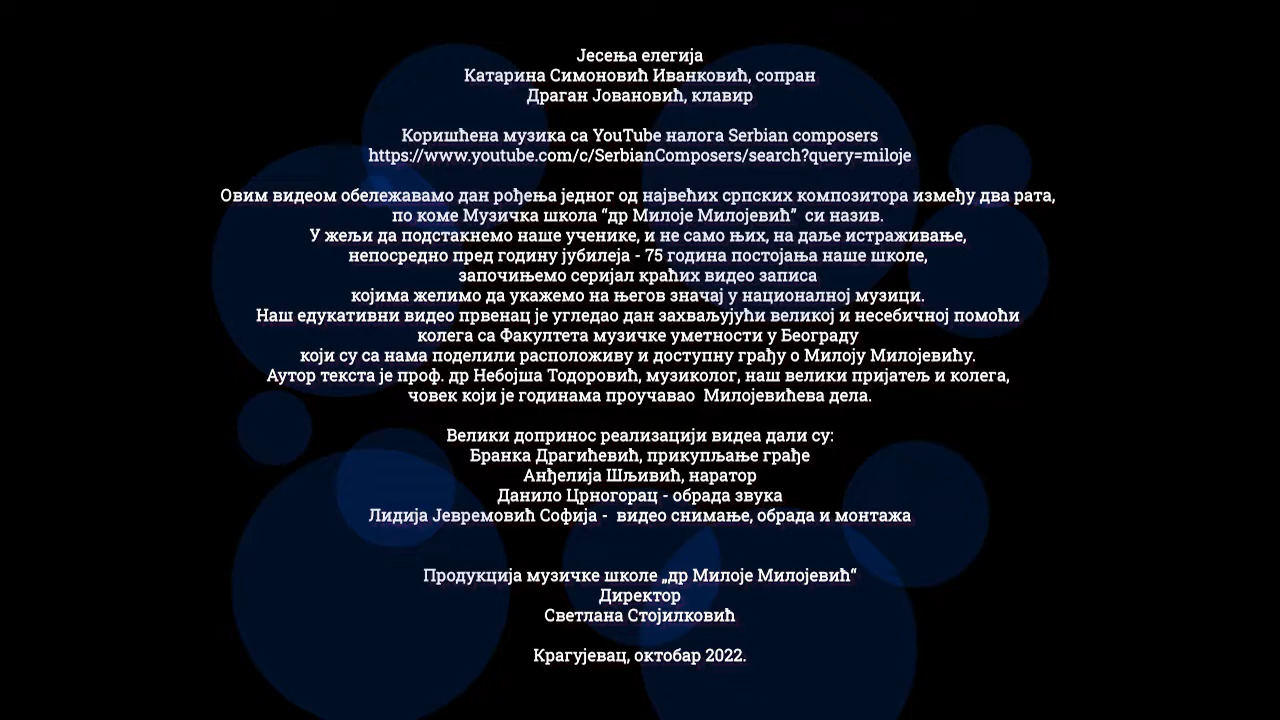 Јесења елегија
Катарина Симоновић Иванковић, сопран
Драган Јовановић, клавир
Коришћена музика са YouTube налога Serbian composers
https://www.youtube.com/c/SerbianComposers/search?query=miloje
Овим видеом обележавамо дан рођења једног од највећих српских композитора између два рата,
по коме Музичка школа “др Милоје Милојевић” си назив.
У жељи да подстакнемо наше ученике, и не само њих, на даље истраживање,
непосредно пред годину јубилеја - 75 година постојања наше школе,
започињемо серијал краћих видео записа
којима желимо да укажемо на његов значај у националној музици.
Наш едукативни видео првенац је угледао дан захваљујући великој и несебичној помоћи
колега са Факултета музичке уметности у Београду
који су са нама поделили расположиву и доступну грађу о Милоју Милојевићу.
Аутор текста је проф. др Небојша Тодоровић, музиколог, наш велики пријатељ и колега,
човек који је годинама проучавао Милојевићева дела.
Велики допринос реализацији видеа дали су:
Бранка Драгићевић, прикупљање грађе
Анђелија Шљивић, наратор
Данило Црногорац - обрада звука
Лидија Јевремовић Софија - видео снимање, обрада и монтажа
Продукција музичке школе „др Милоје Милојевић“
Директор
Светлана Стојилковић
Крагујевац, октобар 2022.